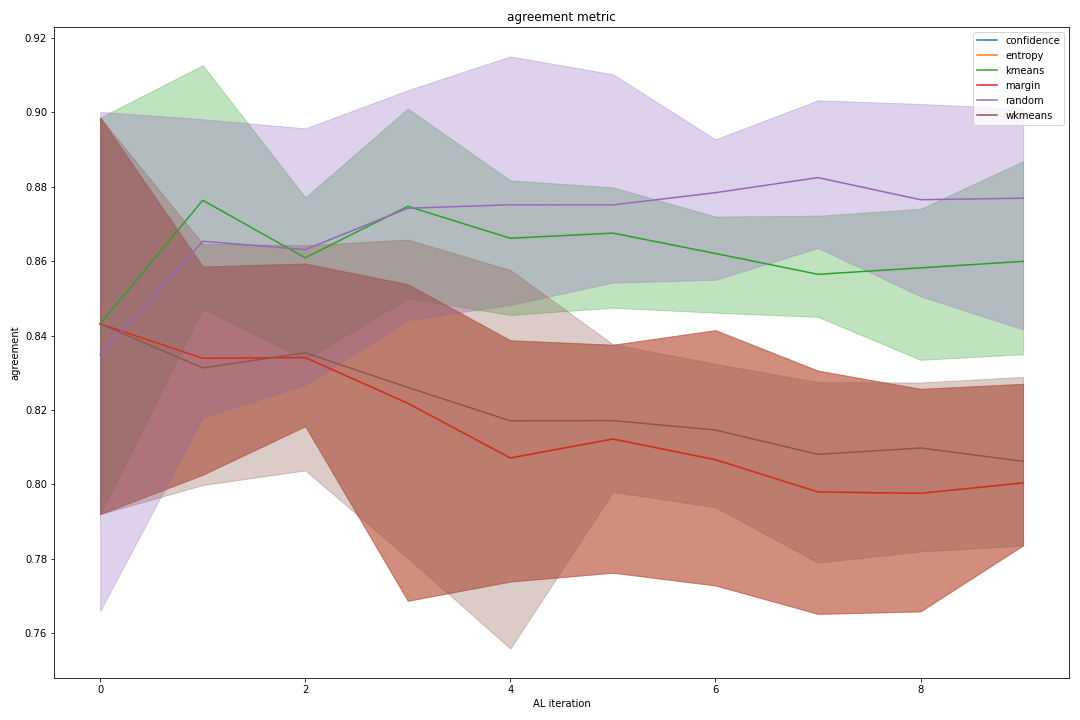 agreement metric
0.92
0.90
0.88
0.86
0.84
0.82
0.80
0.78
0.76
agreement
0
2
4
6
8
AL iteration
confidence
entropy
kmeans
margin
random
wkmeans